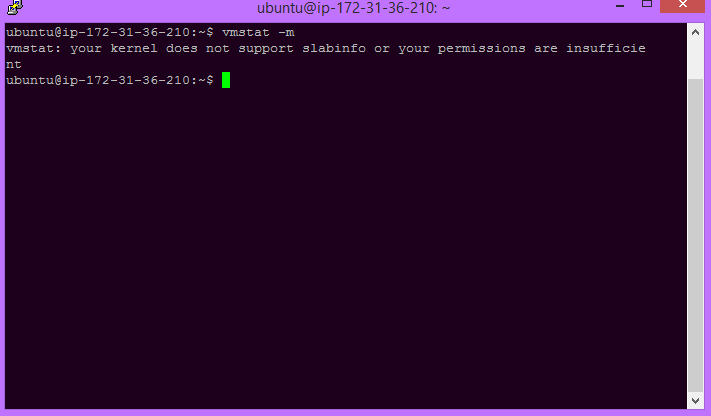 ubuntu@ip-172-31-36-210: ~
ubuntu@ip-172-31-36-210:~$ vmstat -m
vmstat: your kernel does not support slabinfo or your permissions are insufficie
nt
ubuntu@ip-172-31-36-210:~$